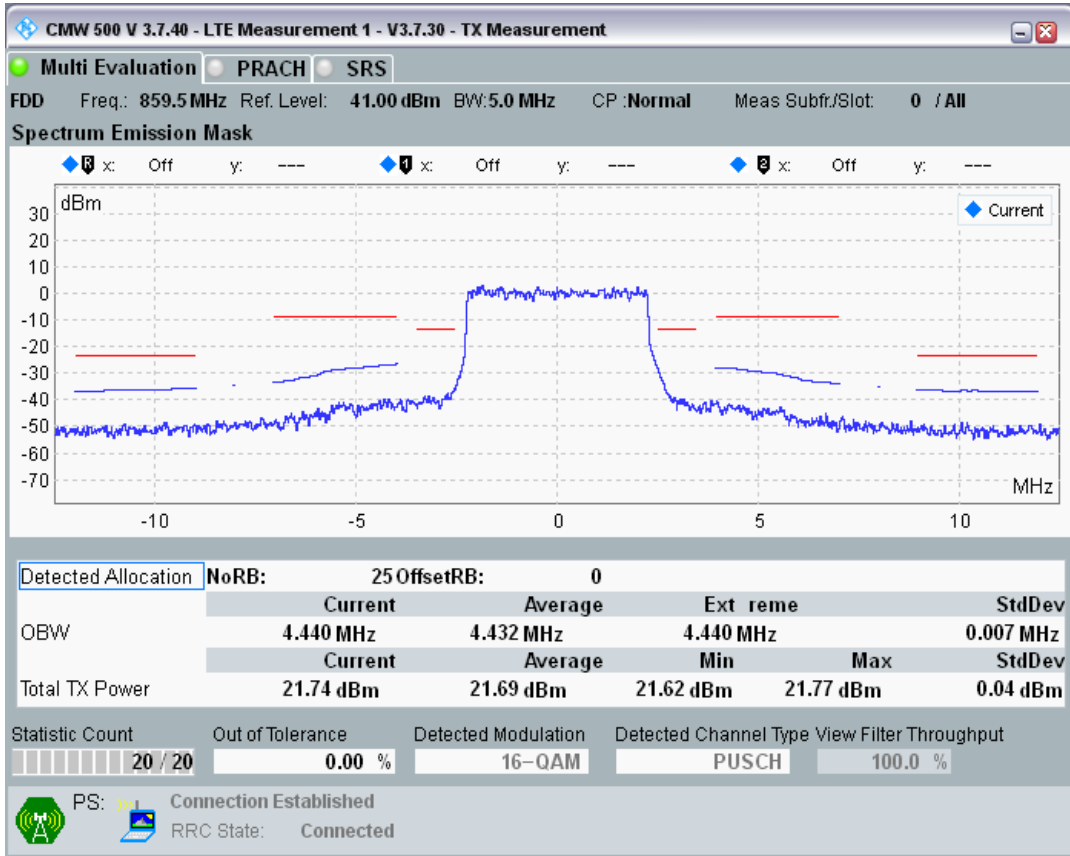 CMW 500 V 3.7.40 - LTE Measurement 1 - V3.7.30 - TX Measurement
Multi Evaluation PRACH SRS
FDD Freq.: 859.5 MHz Ref. Level: 41.00 dBm BW: 5.0 MHz CP : Normal Meas Subfr./Slot: 0 / All
Spectrum Emission Mask
R x: Off y: --- 1 x: Off y: --- 2 x: Off y: ---
dBm
Current
30
20
10
0
-10
-20
-30
-40
-50
-60
-70
MHz
-10 -5 0 5 10
Detected Allocation NoRB: 25 OffsetRB: 0
Current Average Ext reme StdDev
OBW 4.440 MHz 4.432 MHz 4.440 MHz 0.007 MHz
Current Average Min Max StdDev
Total TX Power 21.74 dBm 21.69 dBm 21.62 dBm 21.77 dBm 0.04 dBm
Statistic Count Out of Tolerance Detected Modulation Detected Channel Type View Filter Throughput
20 / 20 0.00 % 16-QAM PUSCH 100.0 %
PS: Connection Established
RRC State: Connected